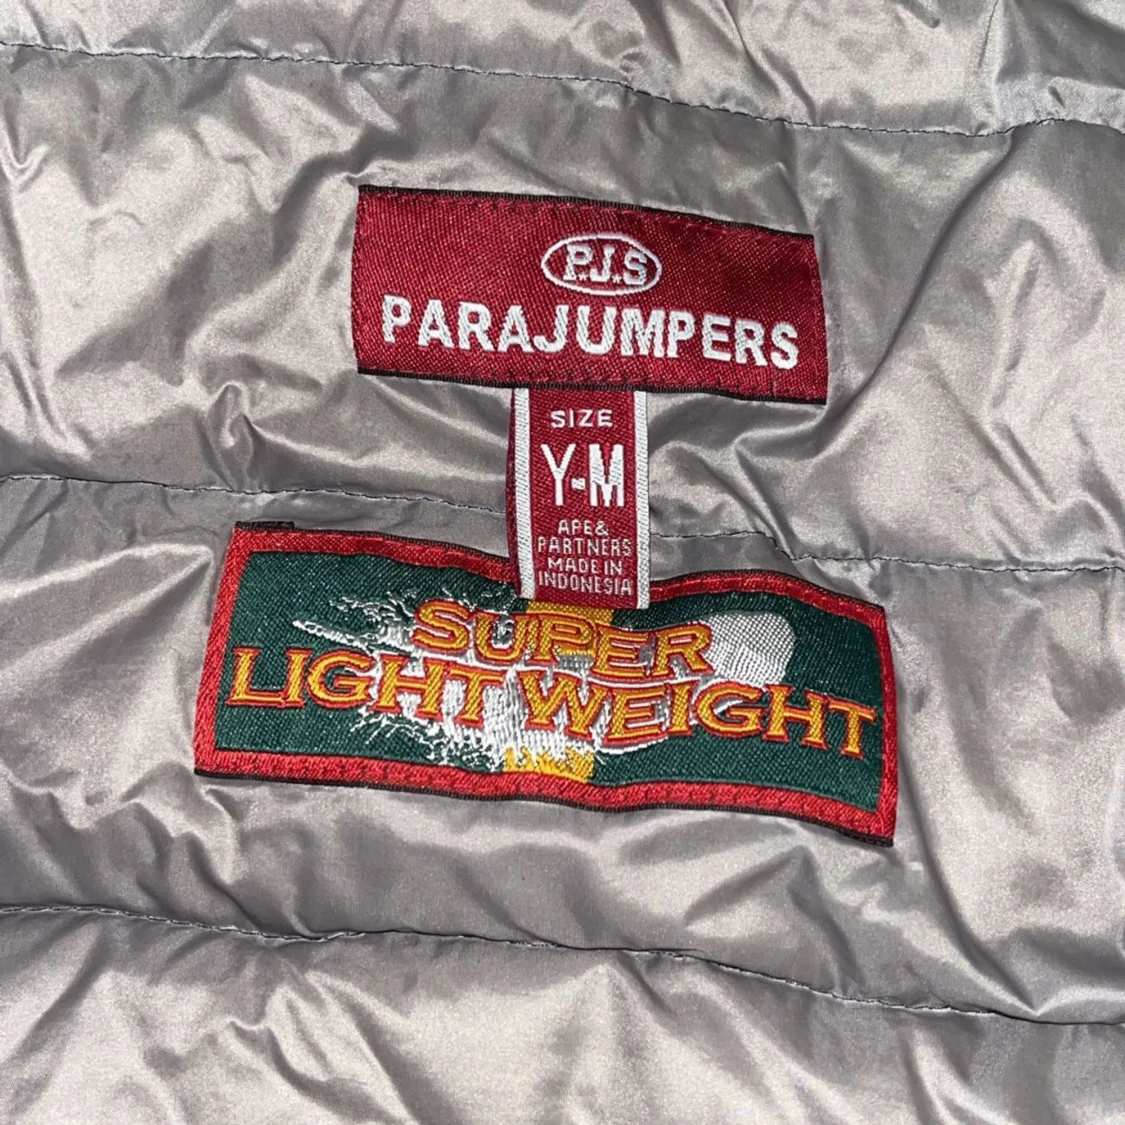 P.J.S
PARAJUMPERS
SIZE
Y-M
APE&
PARTNERS
MADE IN
INDONESIA
SUPER
LIGHT WEIGHT